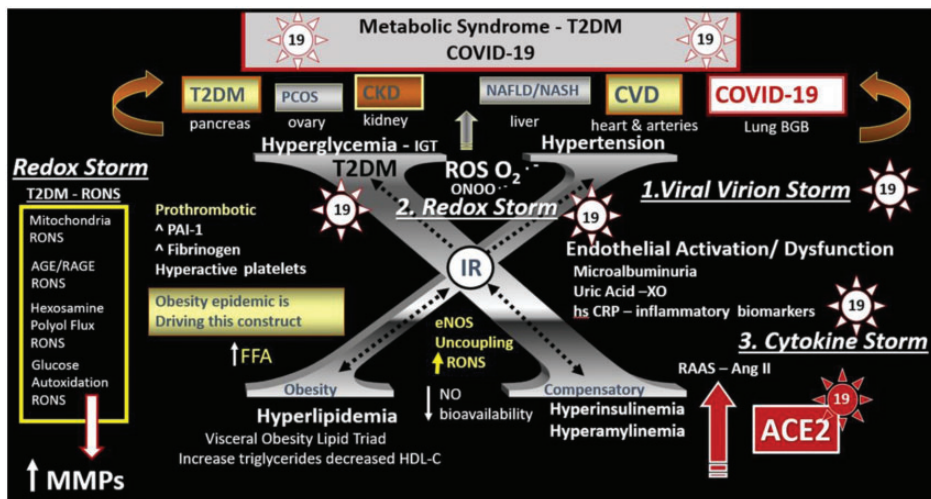 19
Metabolic Syndrome - T2DM
COVID-19
19
T2DM
pancreas
PCOS
ovary
CKD
kidney
NAFLD/NASH
liver
CVD
heart & arteries
COVID-19
Lung BGB
Hyperglycemia - IGT
T2DM
ROS O2
ONOO
Hypertension
Redox Storm
T2DM - RONS
Mitochondria
RONS
AGE/RAGE
RONS
Hexosamine
Polyol Flux
RONS
Glucose
Autoxidation
RONS
↑ MMPs
19
2. Redox Storm
19
1.Viral Virion Storm
19
Prothrombotic
^ PAI-1
^ Fibrinogen
Hyperactive platelets
IR
Endothelial Activation/ Dysfunction
Microalbuminuria
Uric Acid –XO
hs CRP – inflammatory biomarkers
19
Obesity epidemic is
Driving this construct
↑FFA
eNOS
Uncoupling
↑ RONS
3. Cytokine Storm
RAAS – Ang II
Obesity
↓ NO
bioavailability
Compensatory
Hyperlipidemia
Visceral Obesity Lipid Triad
Increase triglycerides decreased HDL-C
Hyperinsulinemia
Hyperamylinemia
ACE2
19